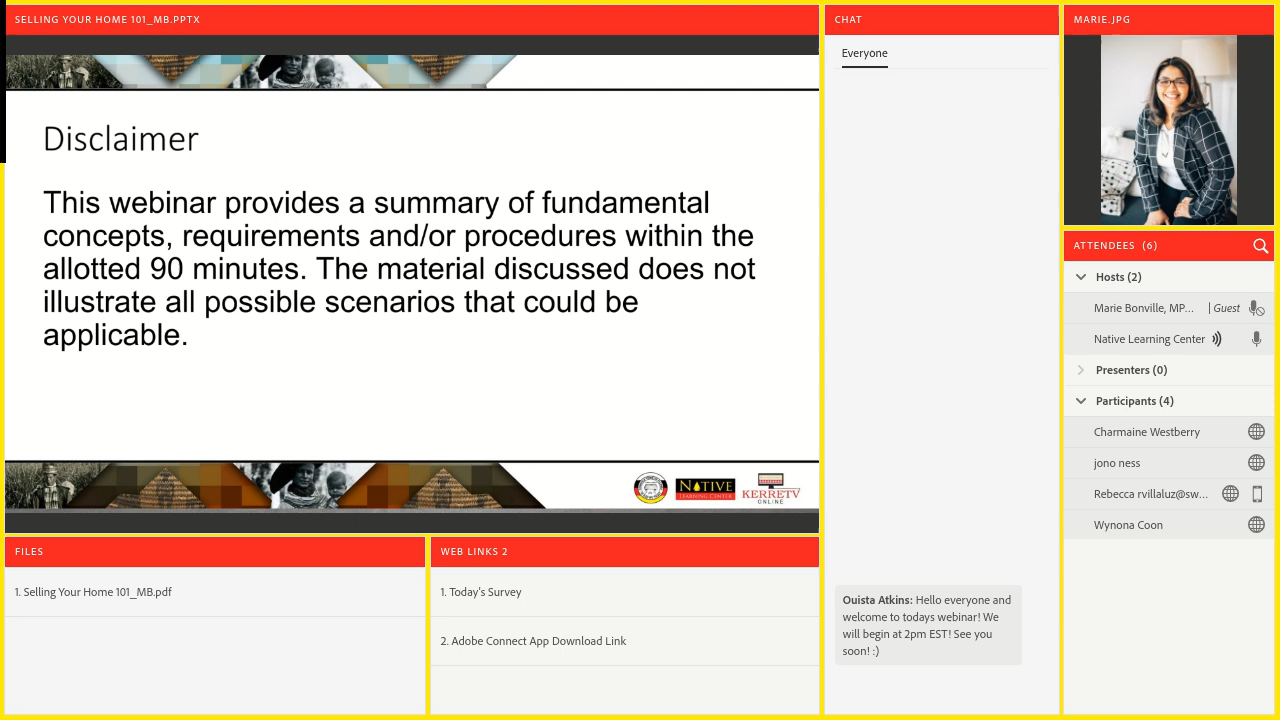 SELLING YOUR HOME 101_MB.PPTX
Disclaimer
This webinar provides a summary of fundamental
concepts, requirements and/or procedures within the
allotted 90 minutes. The material discussed does not
illustrate all possible scenarios that could be
applicable.
NATIVE
LEARNING CENTER
KERRETV
ONLINE
FILES
1. Selling Your Home 101_MB.pdf
WEB LINKS 2
1. Today's Survey
2. Adobe Connect App Download Link
CHAT
Everyone
Ouista Atkins: Hello everyone and
welcome to todays webinar! We
will begin at 2pm EST! See you
soon! :)
MARIE.JPG
ATTENDEES (6)
Hosts (2)
Marie Bonville, MP... | Guest
Native Learning Center
Presenters (0)
Participants (4)
Charmaine Westberry
jono ness
Rebecca rvillaluz@sw...
Wynona Coon